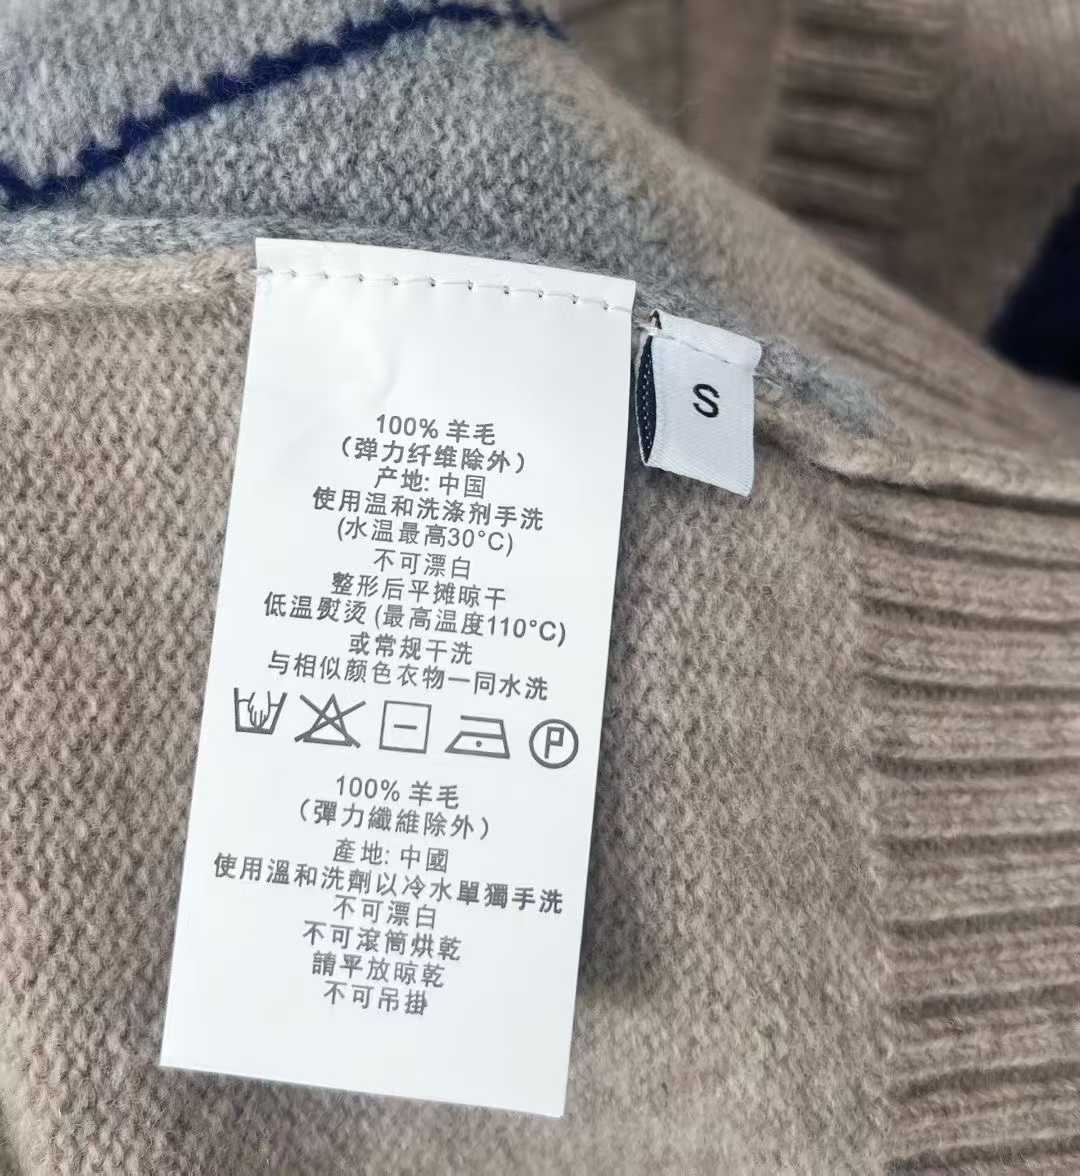 100% 羊毛
（弹力纤维除外）
产地: 中国
使用温和洗涤剂手洗
(水温最高30°C)
不可漂白
整形后平摊晾干
低温熨烫 (最高温度110°C)
或常规干洗
与相似颜色衣物一同水洗
P
100% 羊毛
（彈力纖維除外）
產地: 中國
使用溫和洗劑以冷水單獨手洗
不可漂白
不可滾筒烘乾
請平放晾乾
不可吊掛
S